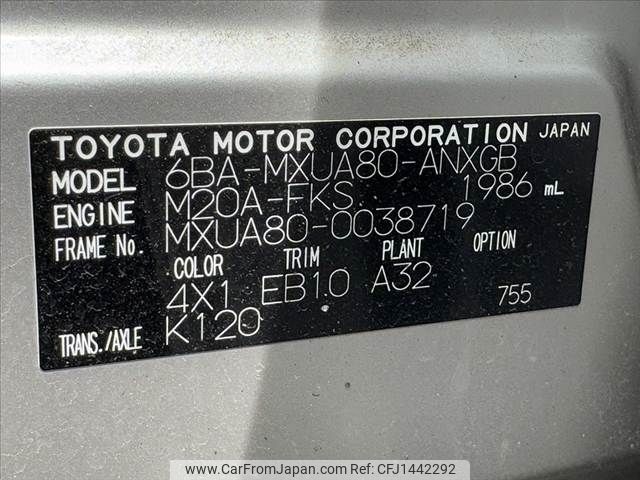 TOYOTA MOTOR CORPORATION JAPAN
MODEL 6BA-MXUA80-ANXGB
ENGINE M20A-FKS 1986 mL
FRAME No. MXUA80-0038719
COLOR TRIM PLANT OPTION
4X1 EB10 A32 755
TRANS./AXLE K120
www.CarFromJapan.com - CFJ1442292